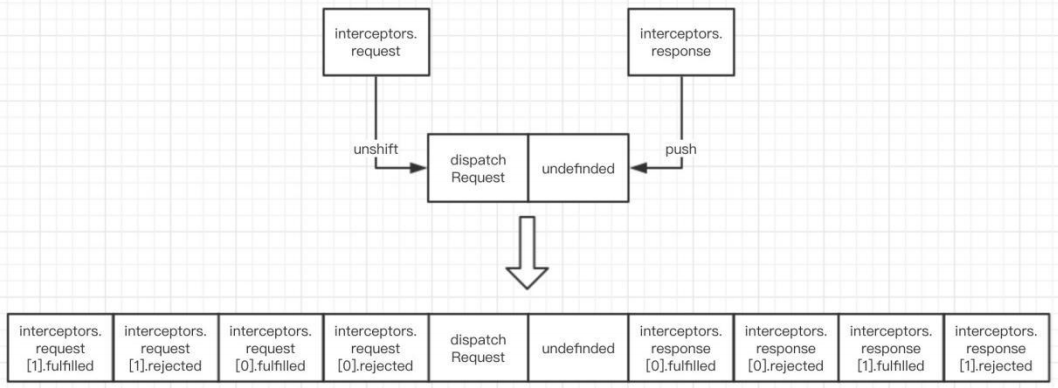 interceptors.
request
interceptors.
response
unshift
push
dispatch
Request
undefinded
interceptors.
request
[1].fulfilled
interceptors.
request
[1].rejected
interceptors.
request
[0].fulfilled
interceptors.
request
[0].rejected
dispatch
Request
undefinded
interceptors.
response
[0].fulfilled
interceptors.
response
[0].rejected
interceptors.
response
[1].fulfilled
interceptors.
response
[1].rejected